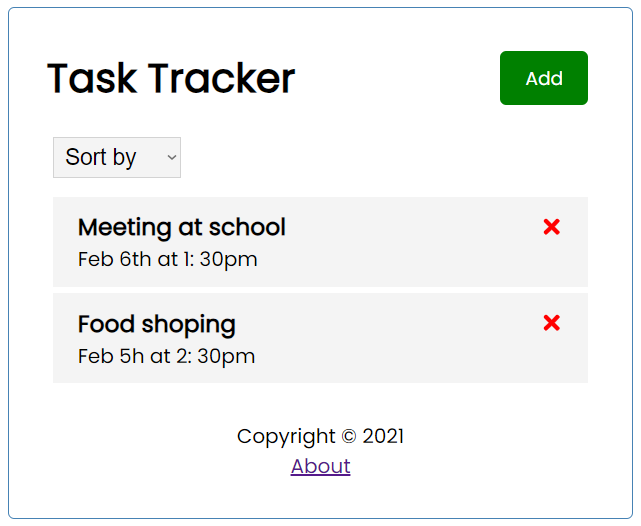 Task Tracker
Add
Sort by
Meeting at school
Feb 6th at 1: 30pm
Food shoping
Feb 5h at 2: 30pm
Copyright © 2021
About